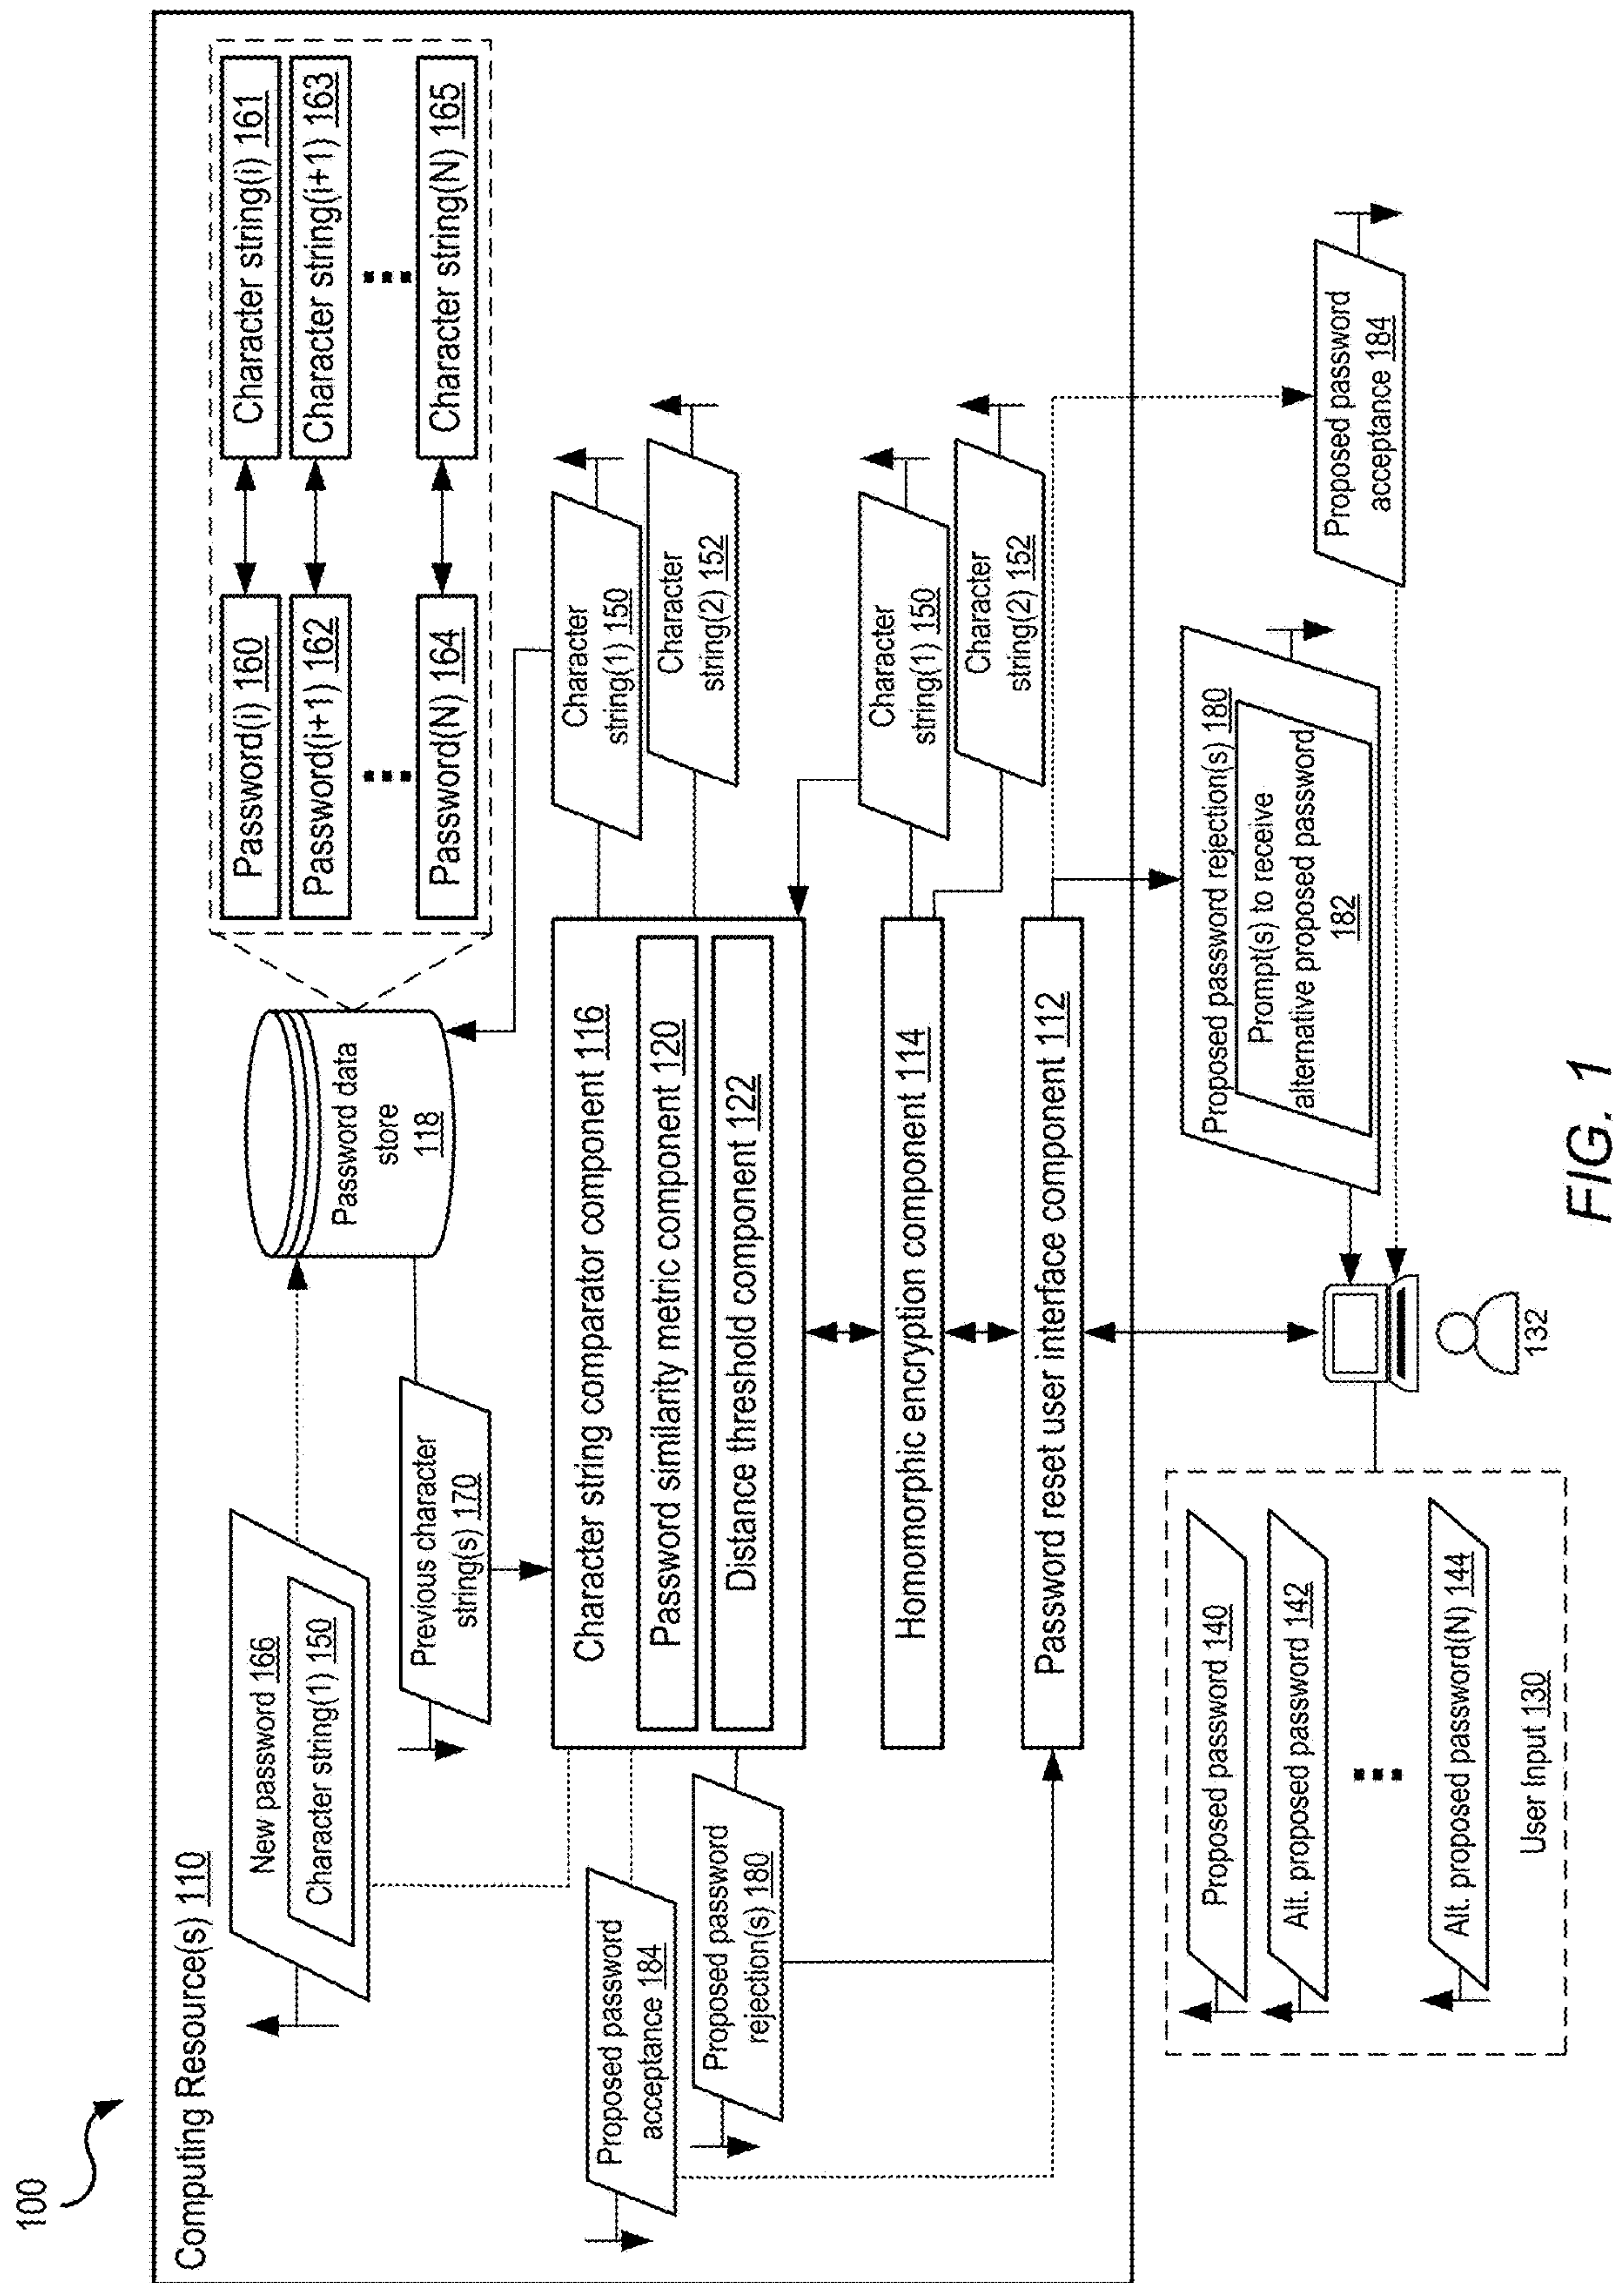 100
Computing Resource(s) 110
New password 166
Character string(1) 150
Password data
store
118
Password(i) 160
Character string(i) 161
Password(i+1) 162
Character string(i+1) 163
Password(N) 164
Character string(N) 165
Previous character
string(s) 170
Proposed password
acceptance 184
Proposed password
rejection(s) 180
Character string comparator component 116
Password similarity metric component 120
Distance threshold component 122
Character
string(1) 150
Character
string(2) 152
Homomorphic encryption component 114
Character
string(1) 150
Character
string(2) 152
Password reset user interface component 112
Proposed password 140
Alt. proposed password 142
Alt. proposed password(N) 144
User Input 130
132
Proposed password rejection(s) 180
Prompt(s) to receive
alternative proposed password
182
Proposed password
acceptance 184
FIG. 1